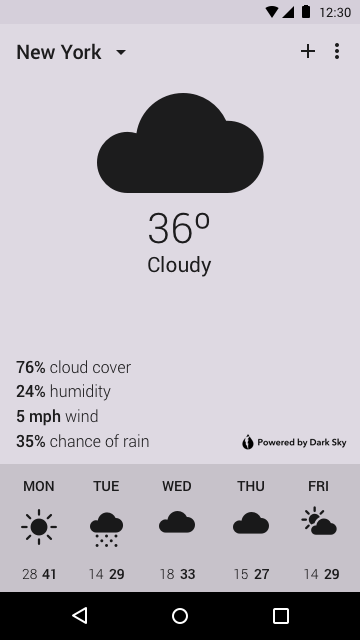 12:30
New York
36º
Cloudy
76% cloud cover
24% humidity
5 mph wind
35% chance of rain
Powered by Dark Sky
MON TUE WED THU FRI
28 41 14 29 18 33 15 27 14 29